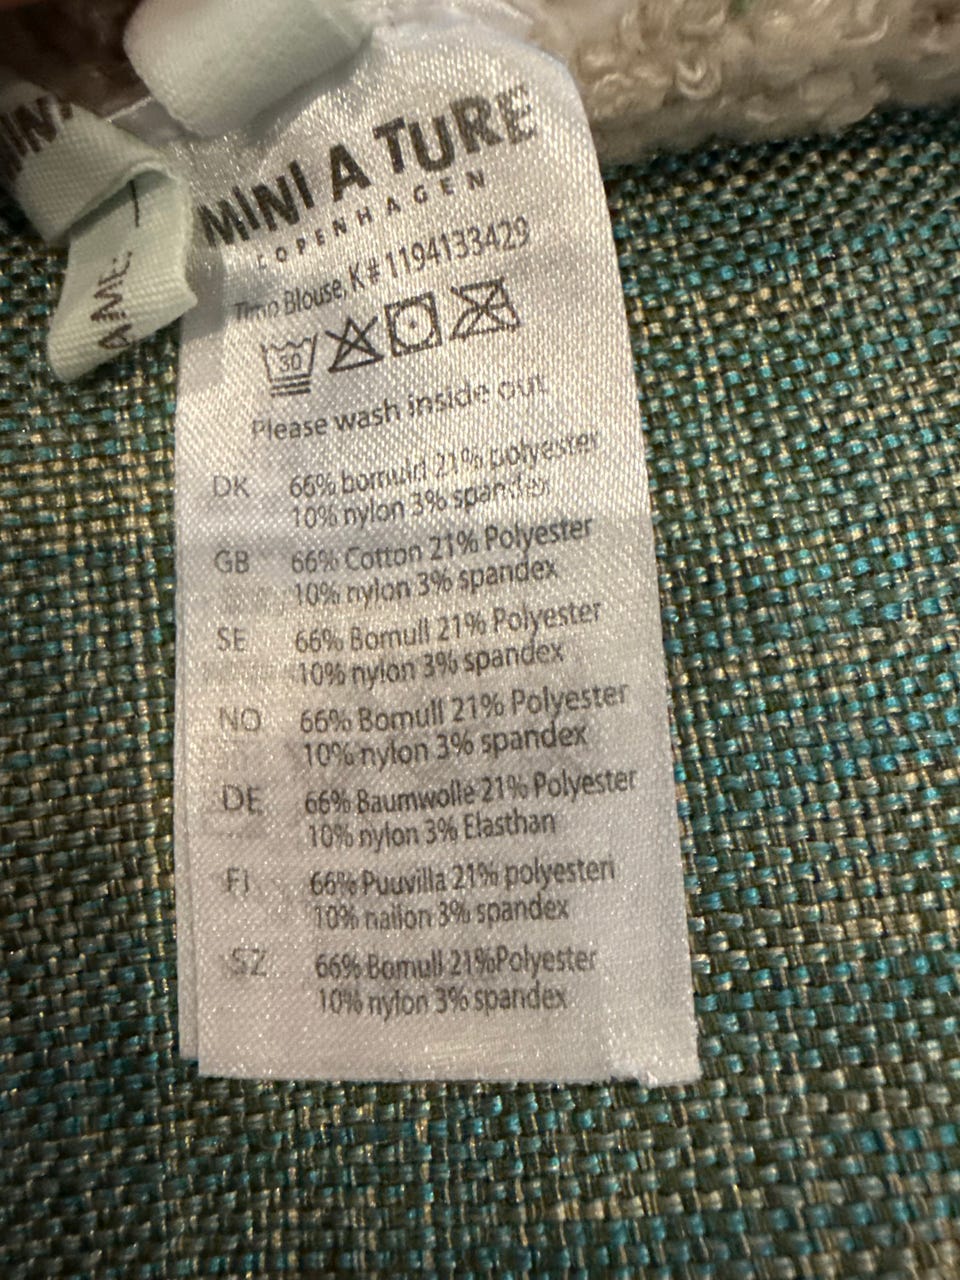 MINI A TURE
COPENHAGEN
Timo Blouse, K# 1194133429
30
Please wash inside out
DK 66% bomuld 21% polyester
10% nylon 3% spandex
GB 66% Cotton 21% Polyester
10% nylon 3% spandex
SE 66% Bomull 21% Polyester
10% nylon 3% spandex
NO 66% Bomull 21% Polyester
10% nylon 3% spandex
DE 66% Baumwolle 21% Polyester
10% nylon 3% Elasthan
FI 66% Puuvilla 21% polyesteri
10% nailon 3% spandex
SZ 66% Bomull 21%Polyester
10% nylon 3% spandex
AME: